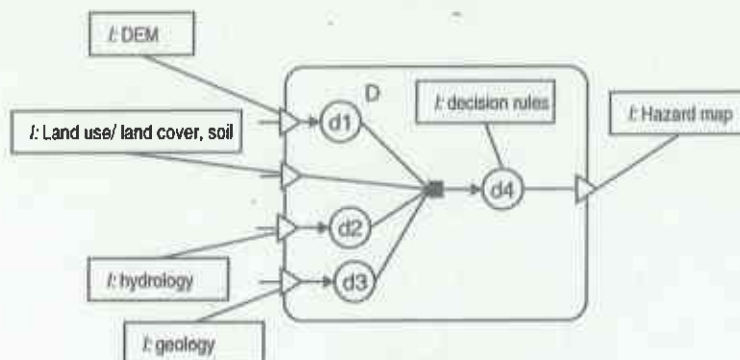 I: DEM
D
I: decision rules
I: Hazard map
d1
I: Land use/ land cover, soil
d4
d2
I: hydrology
d3
I: geology